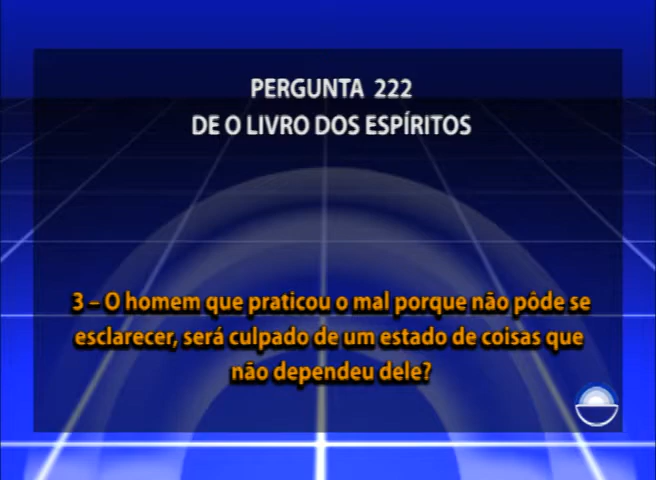 PERGUNTA 222
DE O LIVRO DOS ESPÍRITOS
3 – O homem que praticou o mal porque não pôde se
esclarecer, será culpado de um estado de coisas que
não dependeu dele?